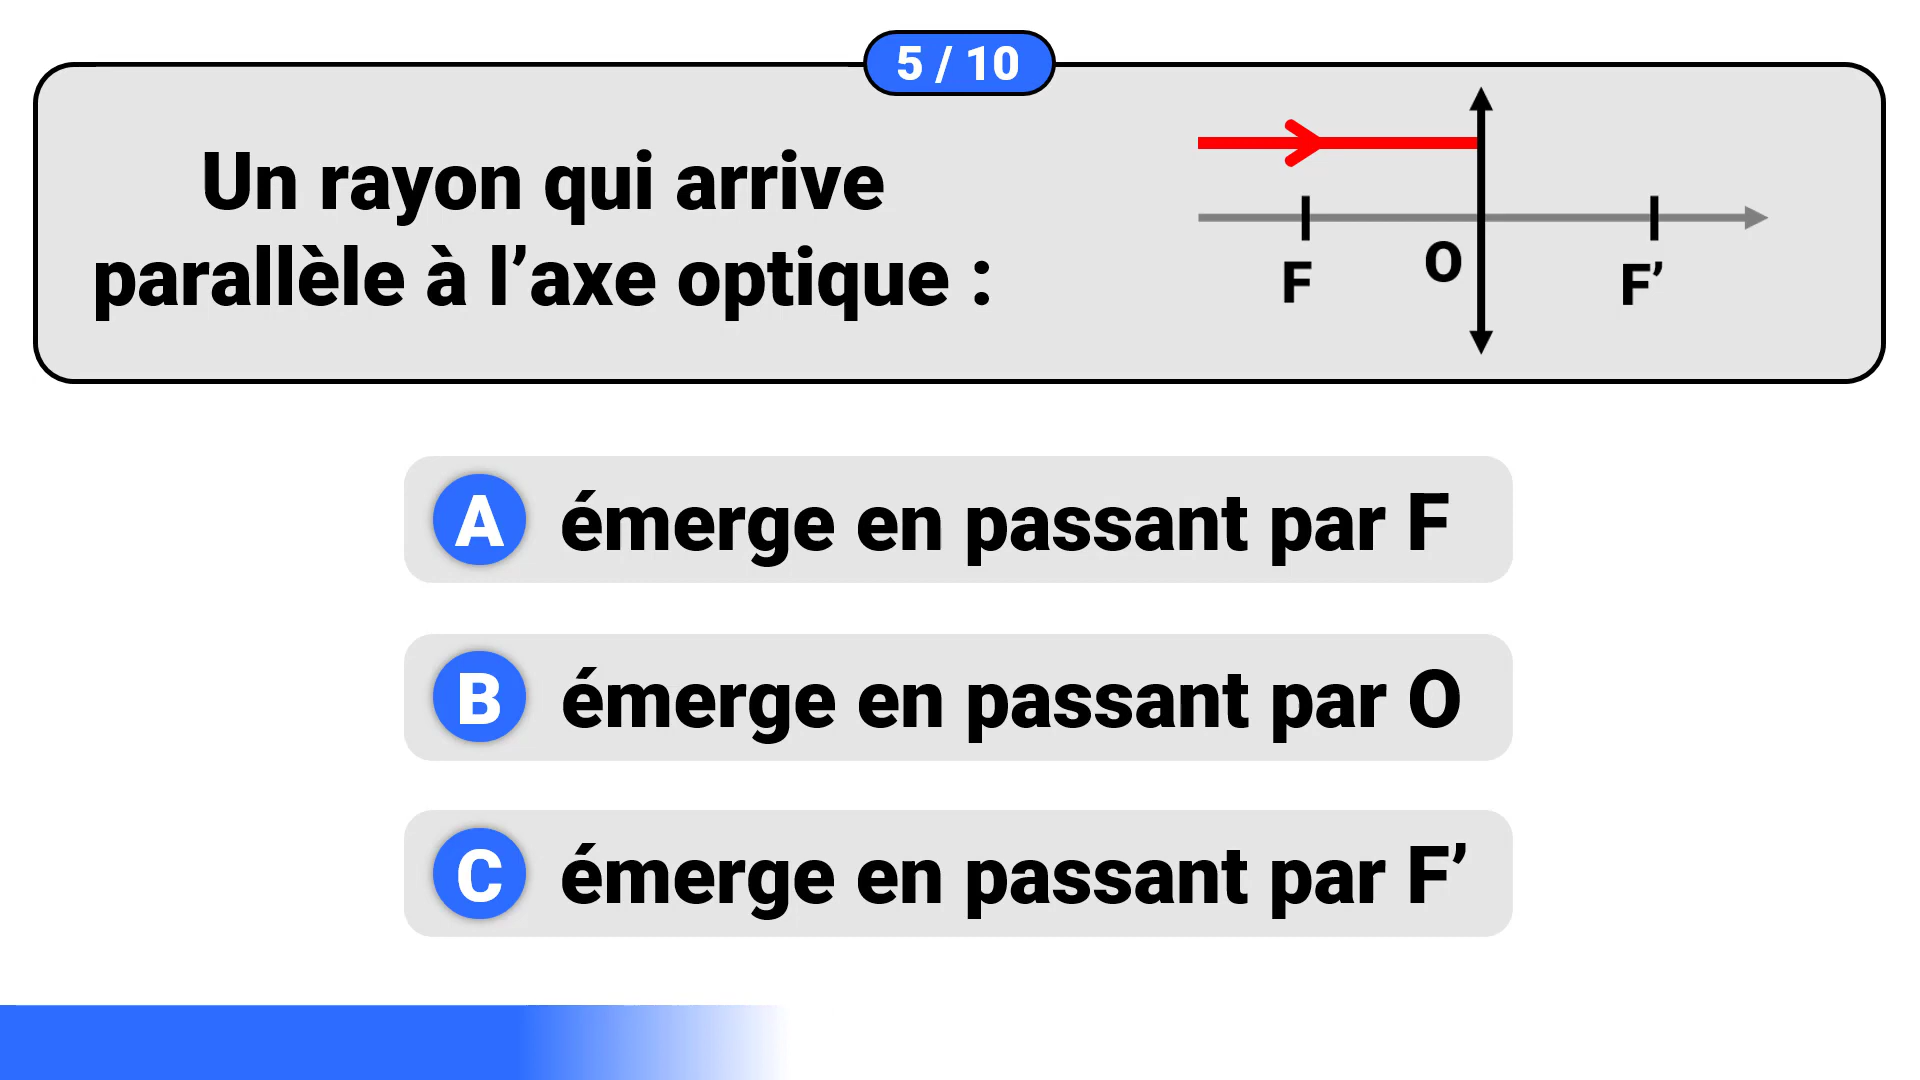 5 / 10
Un rayon qui arrive
parallèle à l’axe optique :
O
F
F’
A émerge en passant par F
B émerge en passant par O
C émerge en passant par F’